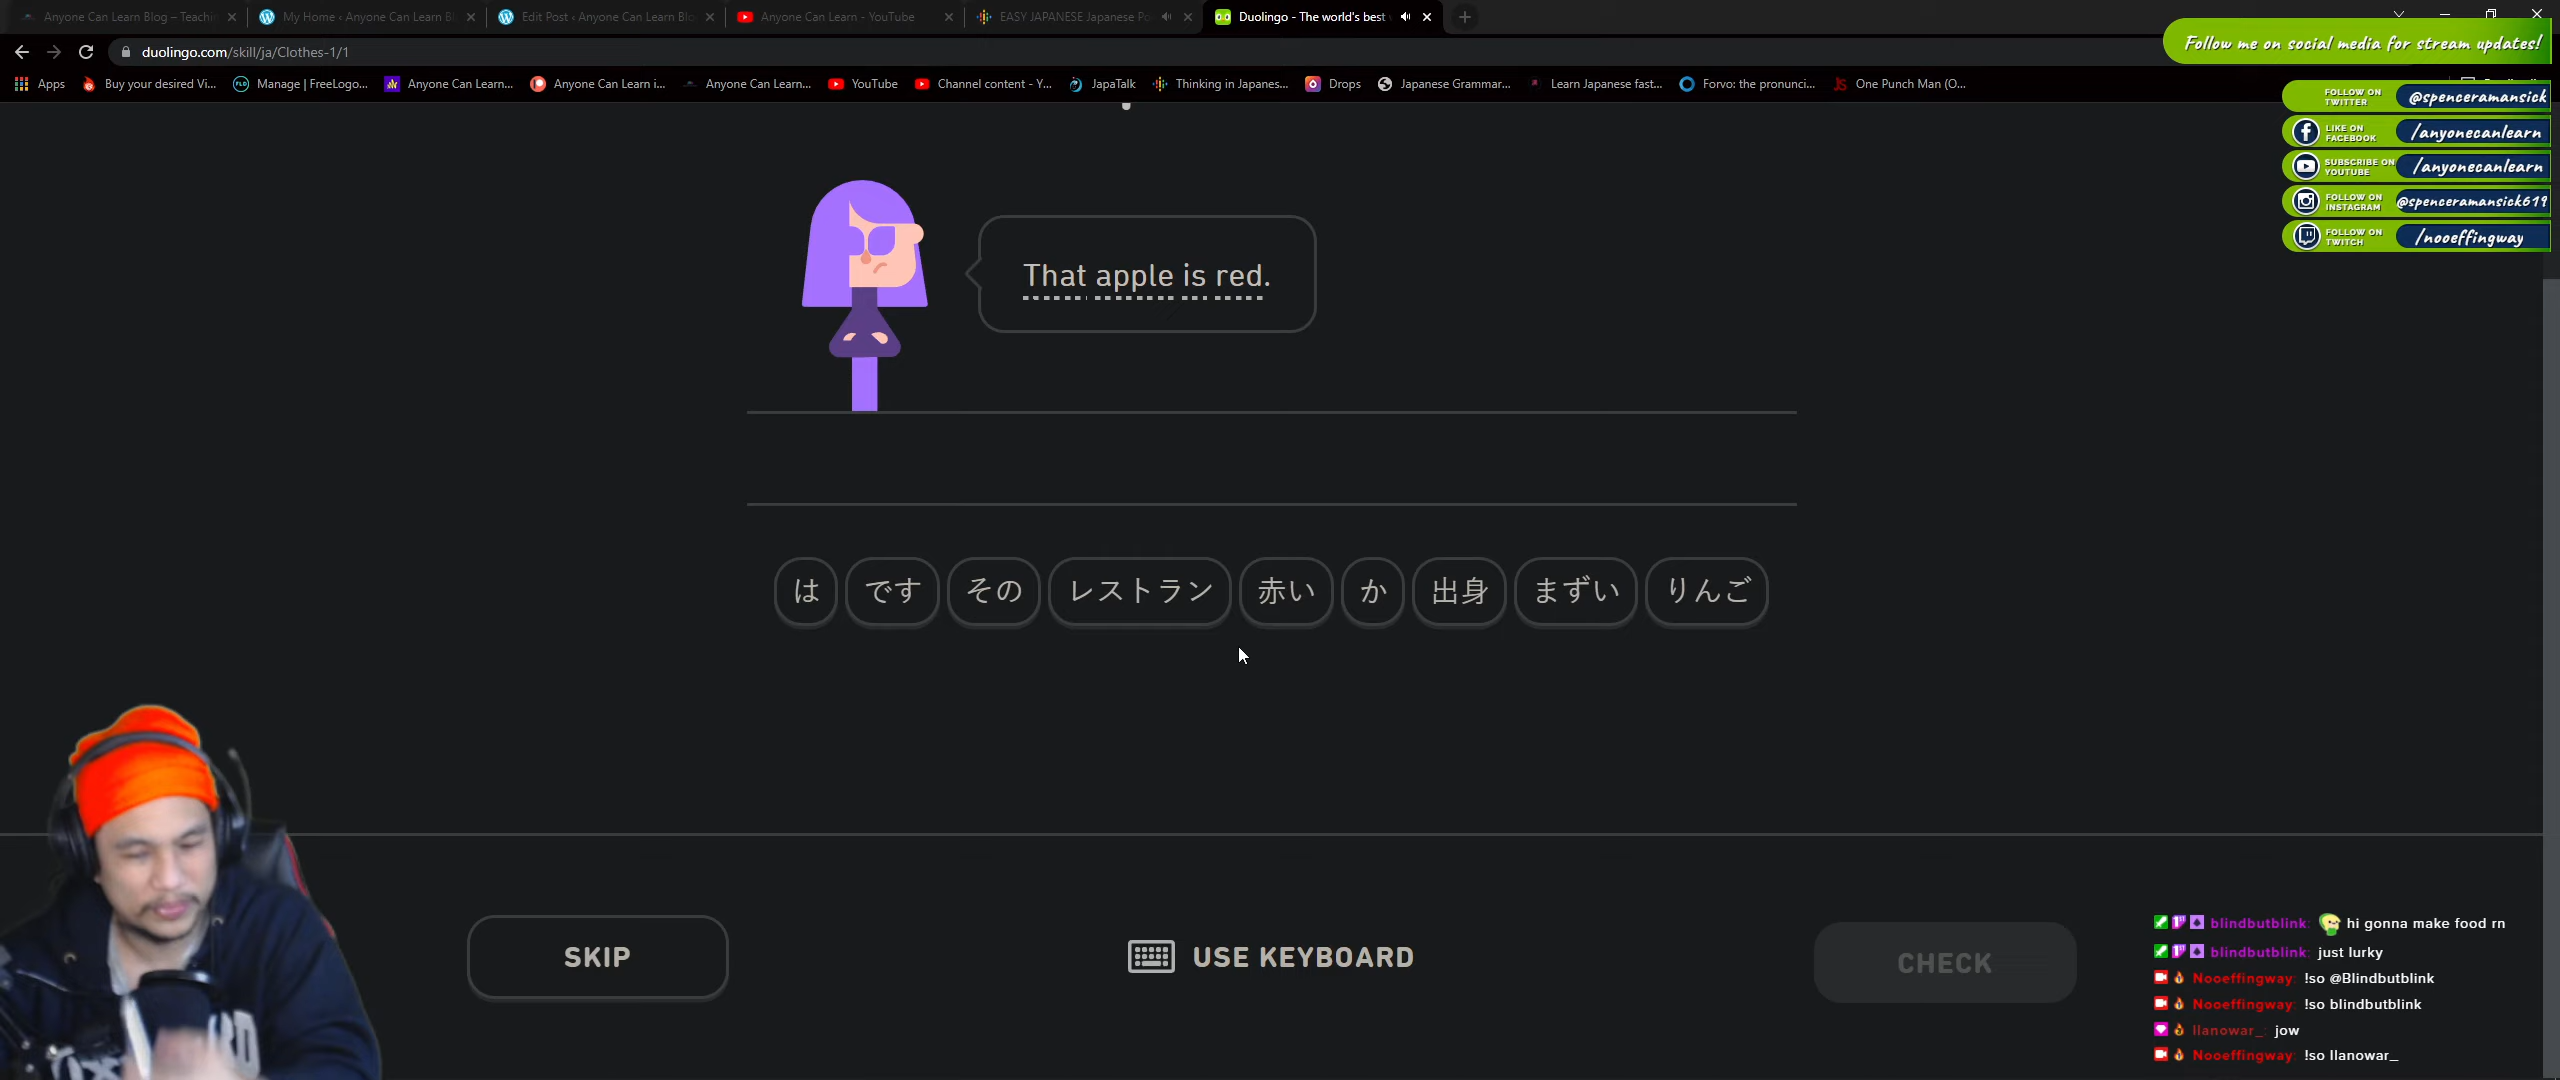 Anyone Can Learn Blog – Teachin
My Home ‹ Anyone Can Learn Bl
Edit Post ‹ Anyone Can Learn Blo
Anyone Can Learn - YouTube
EASY JAPANESE Japanese Po
Duolingo - The world's best
duolingo.com/skill/ja/Clothes-1/1
Follow me on social media for stream updates!
Apps
Buy your desired Vi...
Manage | FreeLogo...
Anyone Can Learn...
Anyone Can Learn i...
Anyone Can Learn...
YouTube
Channel content - Y...
JapaTalk
Thinking in Japanes...
Drops
Japanese Grammar...
Learn Japanese fast...
Forvo: the pronunci...
One Punch Man (O...
FOLLOW ON TWITTER @spenceramansick
LIKE ON FACEBOOK /anyonecanlearn
SUBSCRIBE ON YOUTUBE /anyonecanlearn
FOLLOW ON INSTAGRAM @spenceramansick619
FOLLOW ON TWITCH /nooeffingway
That apple is red.
は です その レストラン 赤い か 出身 まずい りんご
SKIP
USE KEYBOARD
CHECK
blindbutblink: hi gonna make food rn
blindbutblink: just lurky
Nooeffingway: !so @Blindbutblink
Nooeffingway: !so blindbutblink
llanowar_: jow
Nooeffingway: !so llanowar_